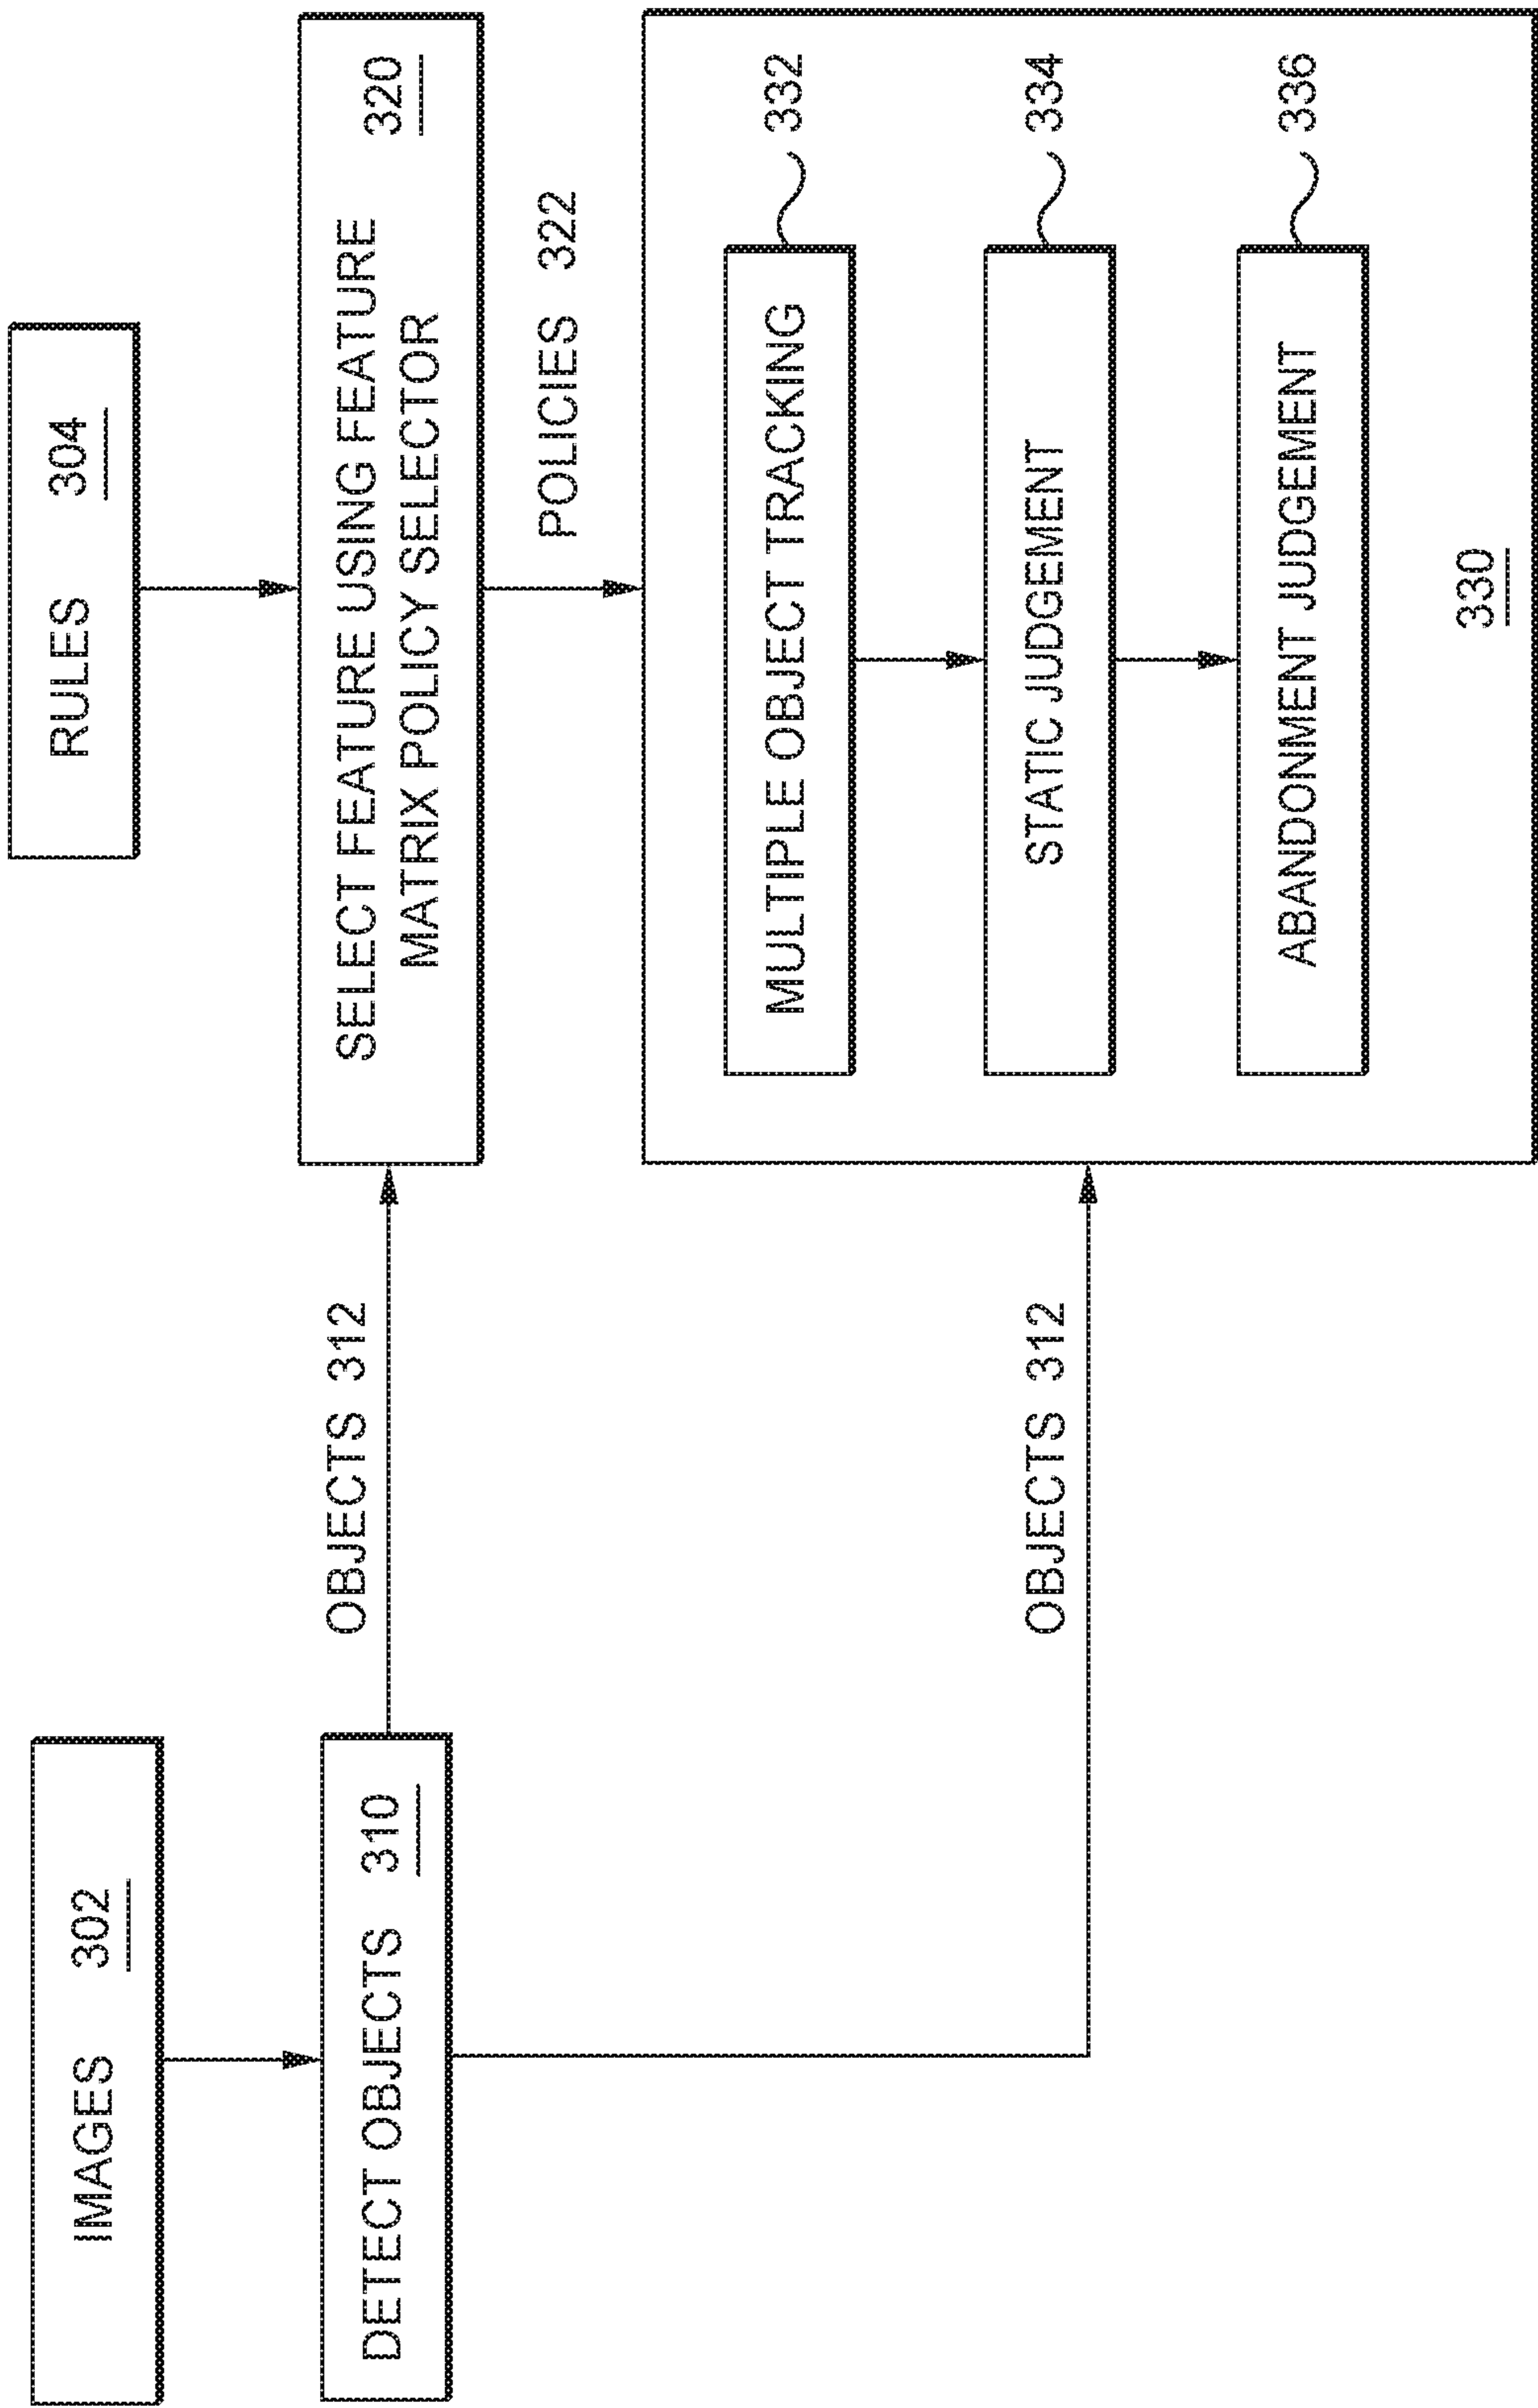 IMAGES 302
DETECT OBJECTS 310
OBJECTS 312
OBJECTS 312
RULES 304
SELECT FEATURE USING FEATURE
MATRIX POLICY SELECTOR
320
POLICIES 322
MULTIPLE OBJECT TRACKING
332
STATIC JUDGEMENT
334
ABANDONMENT JUDGEMENT
336
330